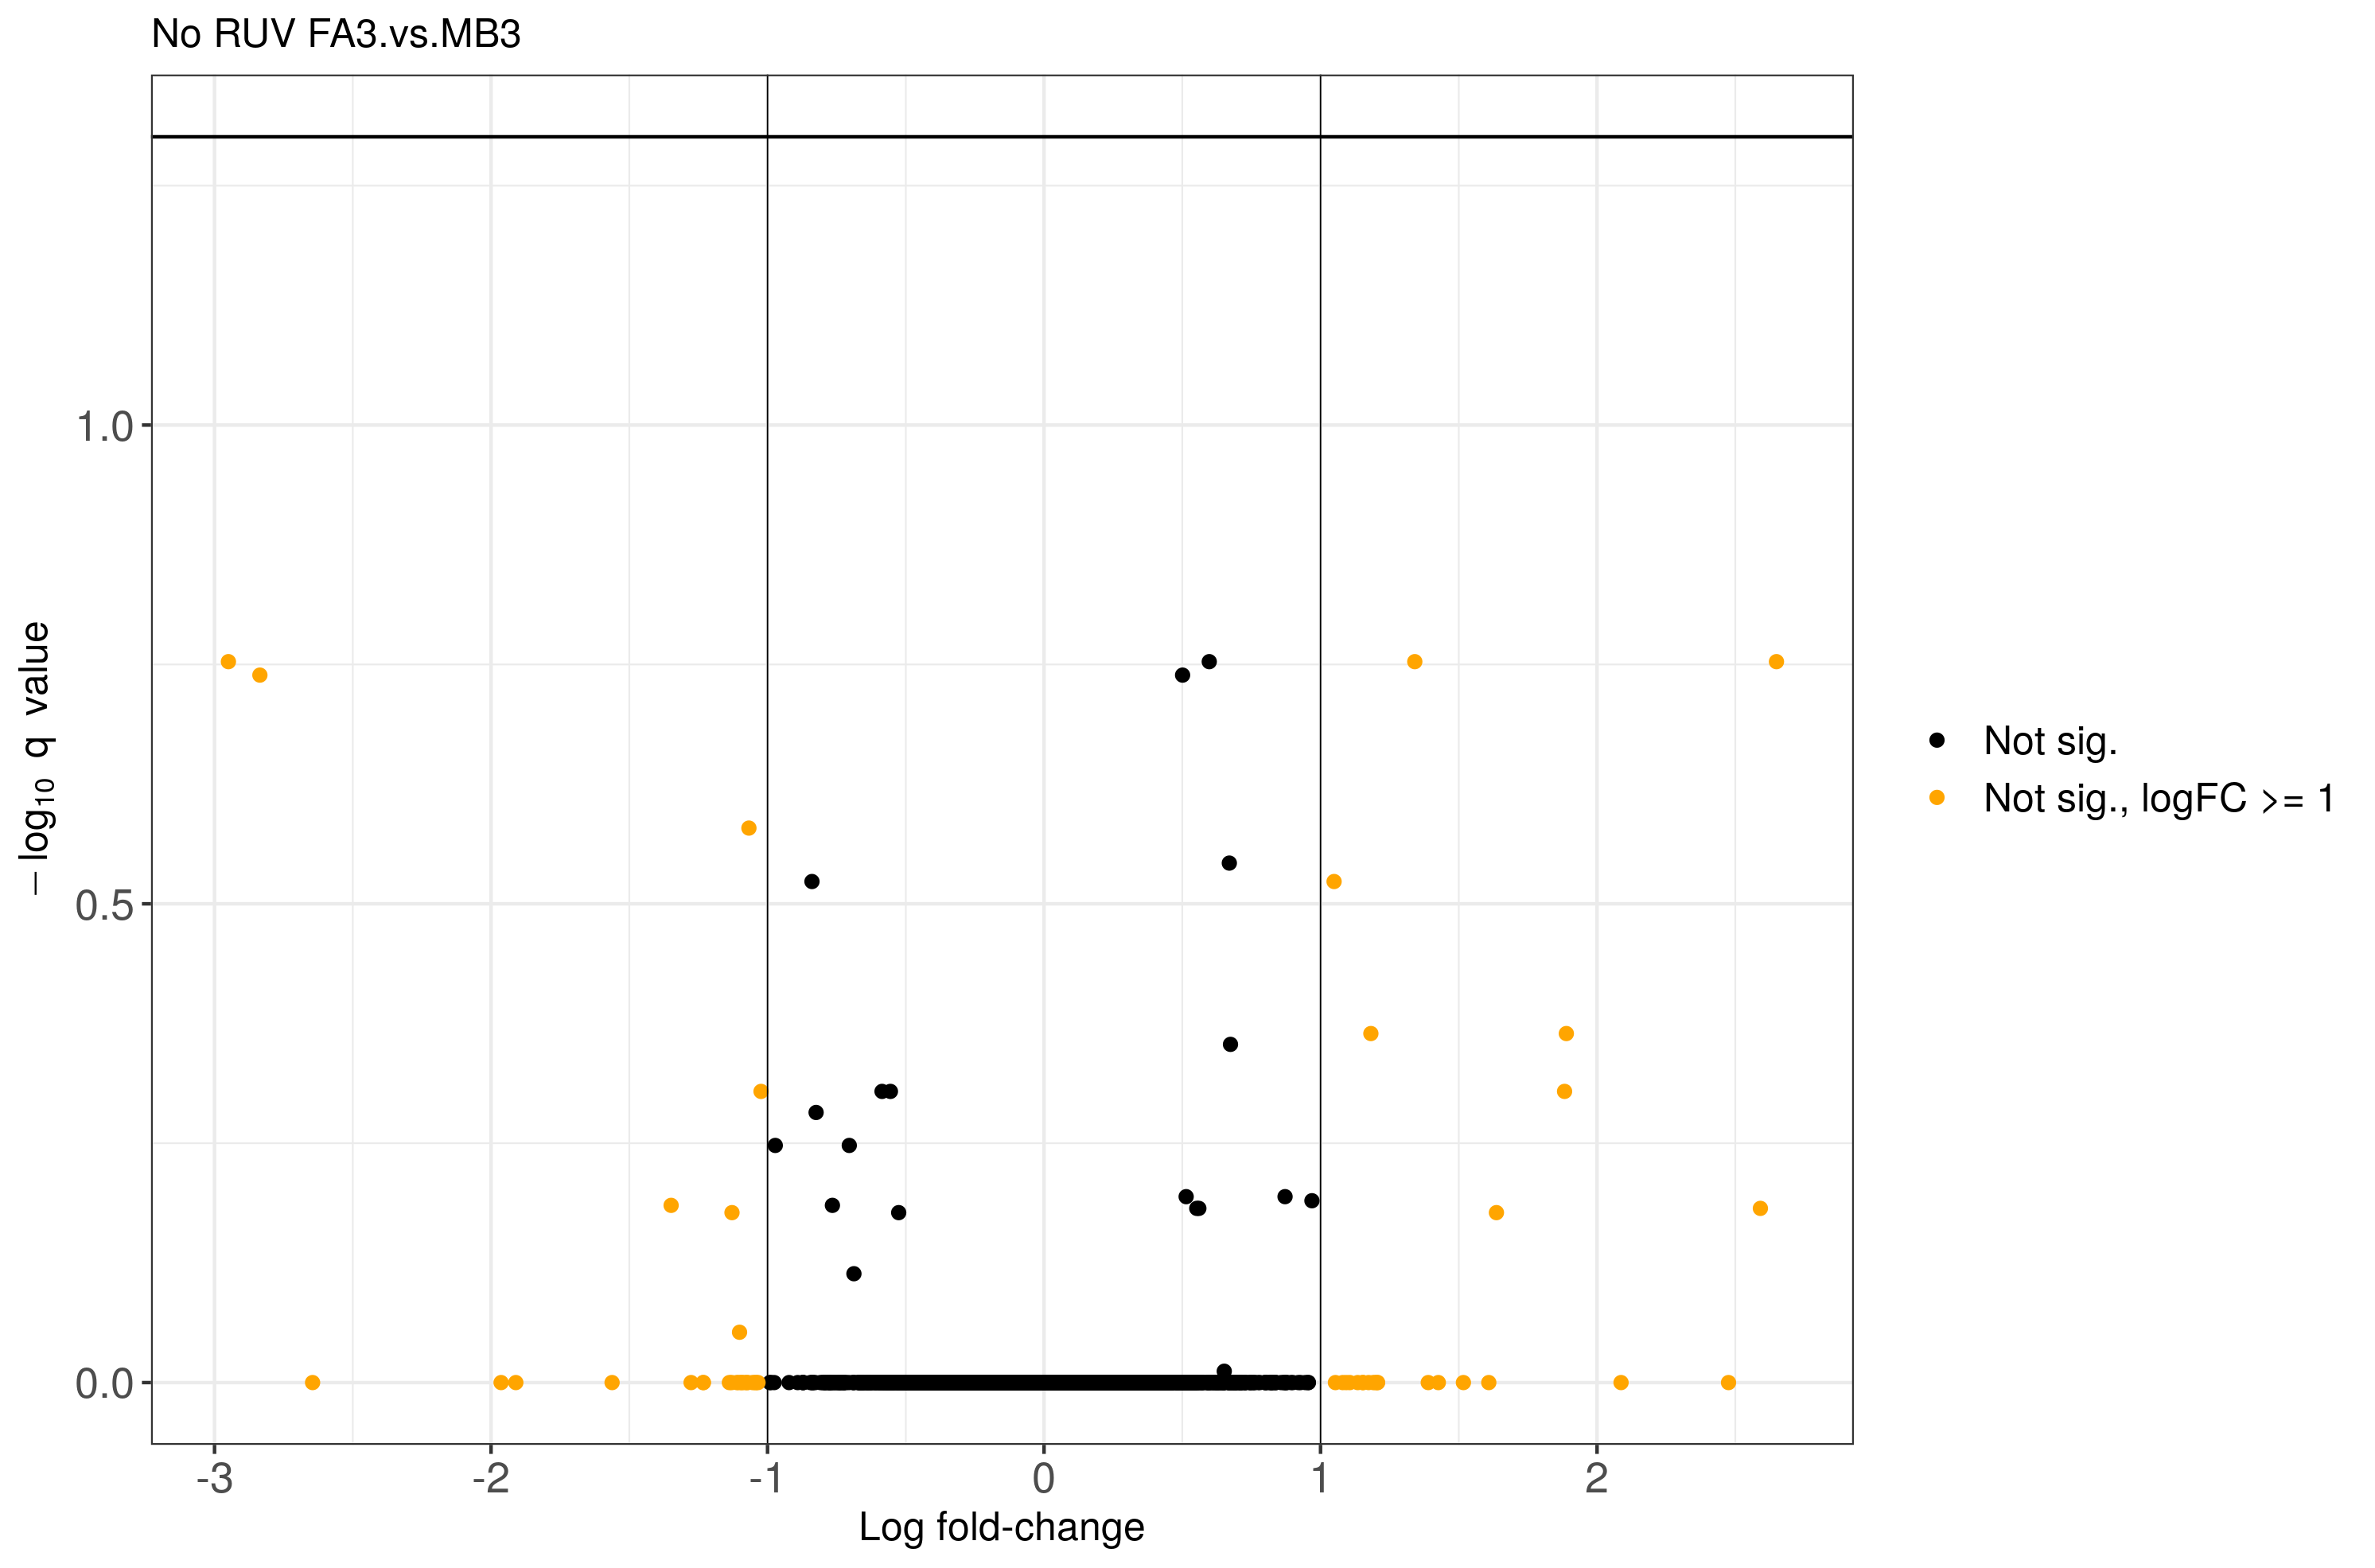 No RUV FA3.vs.MB3
1.0
0.5
0.0
− log10 q value
-3 -2 -1 0 1 2
Log fold-change
Not sig.
Not sig., logFC >= 1